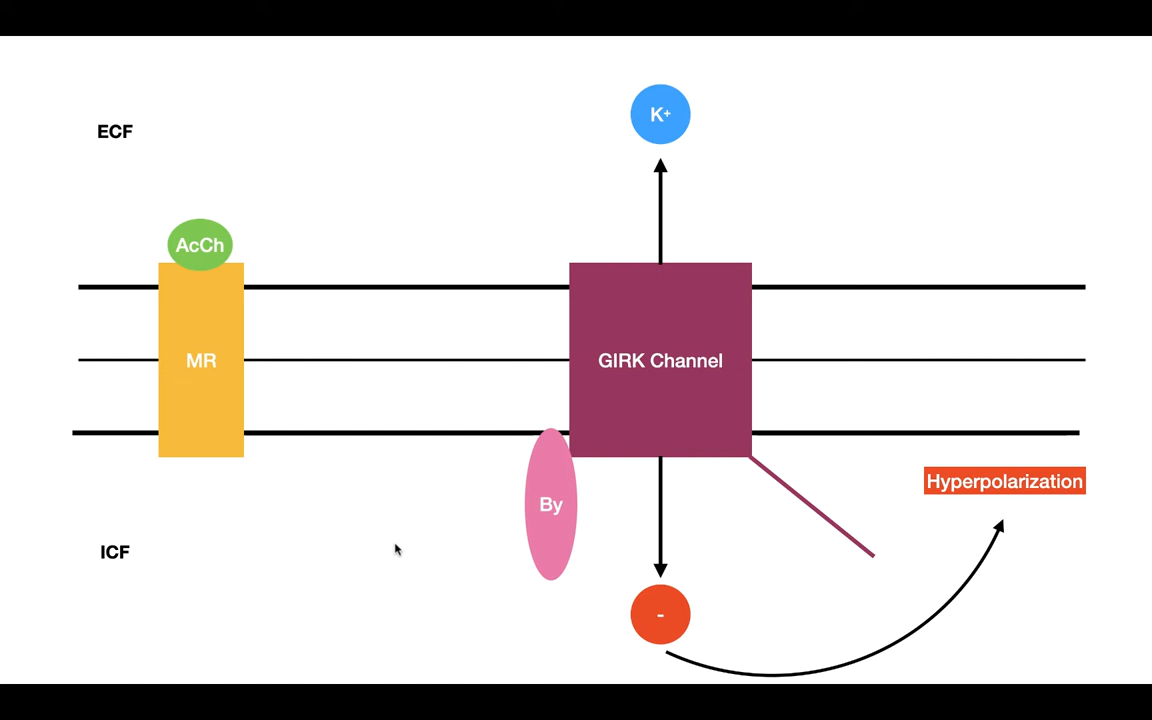 K+
ECF
AcCh
MR
GIRK Channel
Hyperpolarization
By
ICF
-